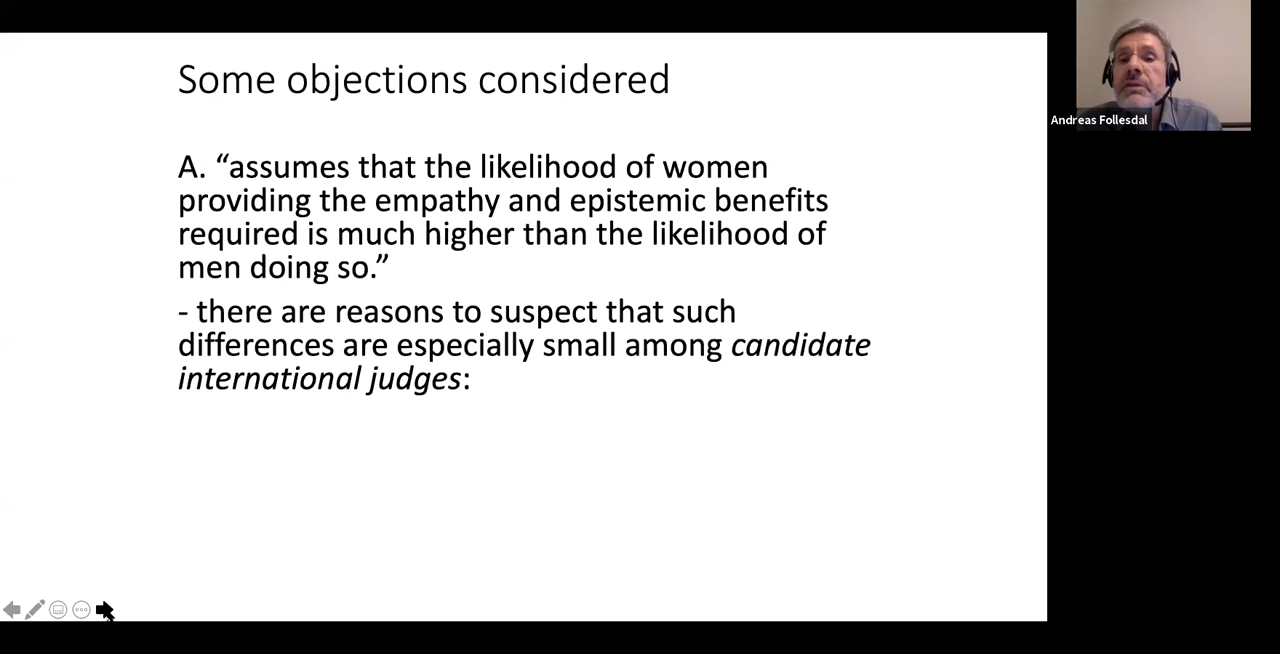 Some objections considered
A. “assumes that the likelihood of women
providing the empathy and epistemic benefits
required is much higher than the likelihood of
men doing so.”
- there are reasons to suspect that such
differences are especially small among candidate
international judges:
Andreas Follesdal